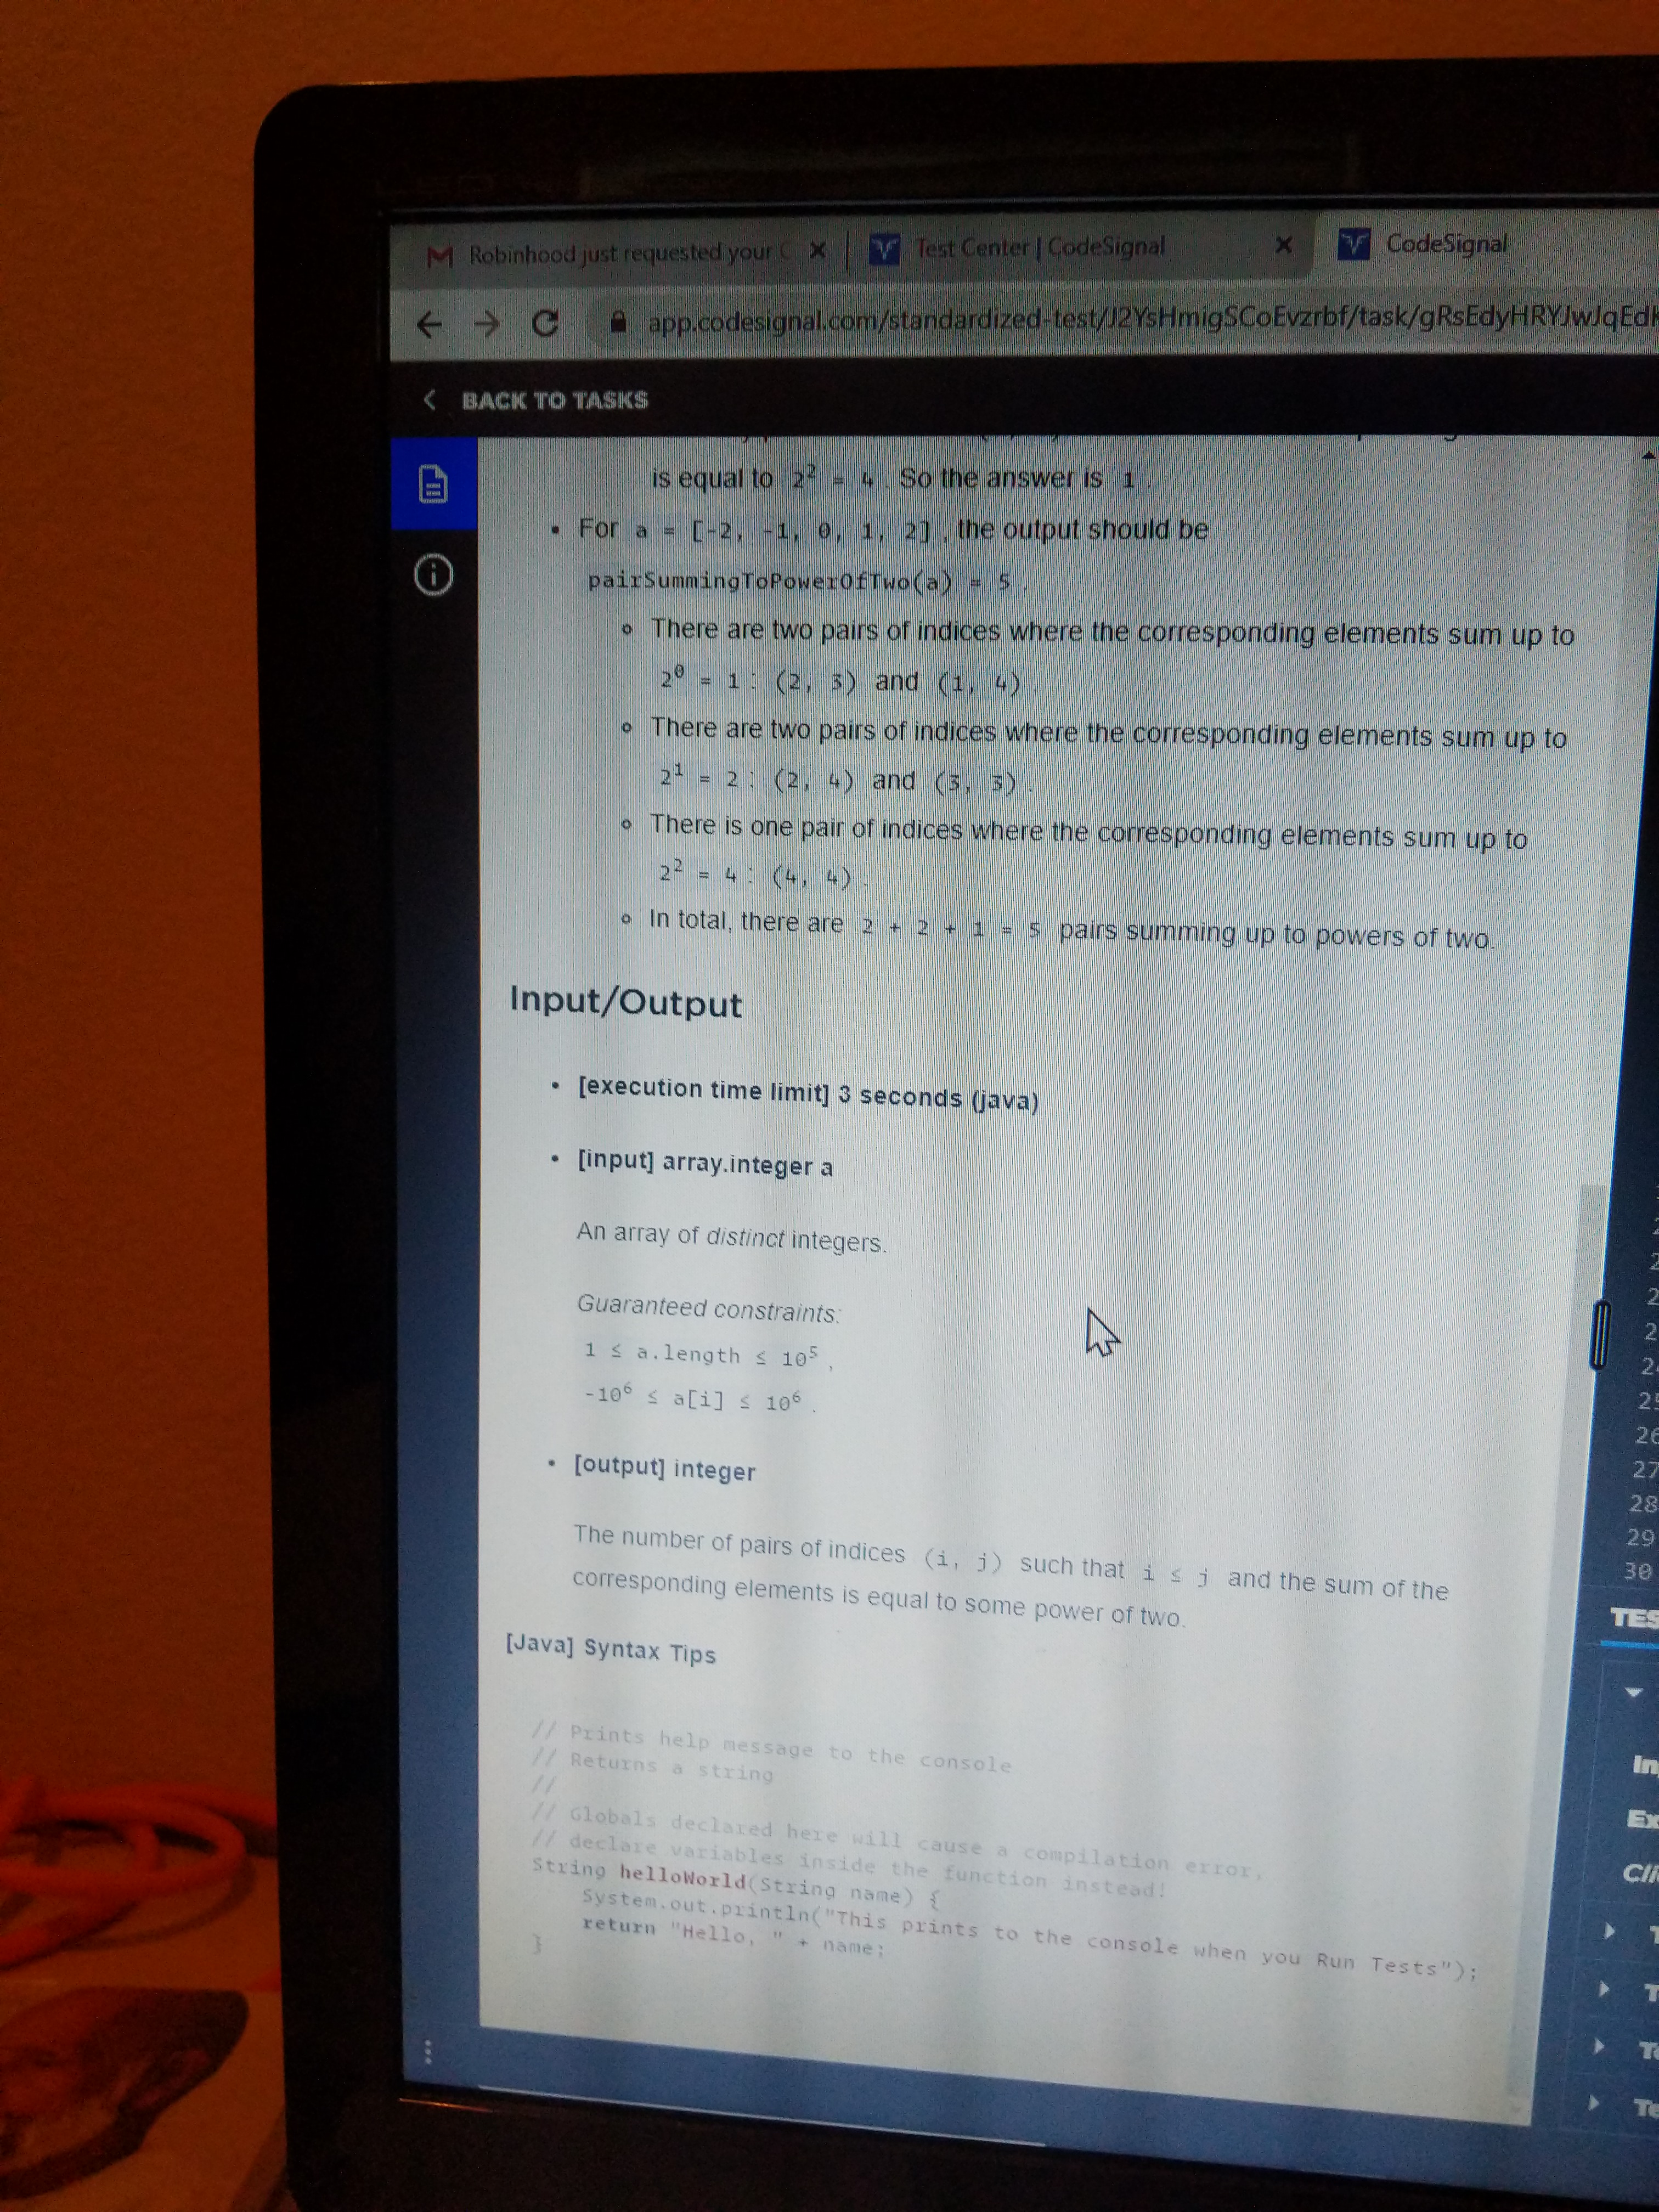 Robinhood just requested your
Test Center | CodeSignal
CodeSignal
app.codesignal.com/standardized-test/J2YsHmigSCoEvzrbf/task/gRsEdyHRYJwJqEdk
BACK TO TASKS
is equal to 2² = 4 . So the answer is 1 .
• For a = [-2, -1, 0, 1, 2] , the output should be
pairSummingToPowerOfTwo(a) = 5 .
∘ There are two pairs of indices where the corresponding elements sum up to
2⁰ = 1 : (2, 3) and (1, 4) .
∘ There are two pairs of indices where the corresponding elements sum up to
2¹ = 2 : (2, 4) and (3, 3) .
∘ There is one pair of indices where the corresponding elements sum up to
2² = 4 : (4, 4) .
∘ In total, there are 2 + 2 + 1 = 5 pairs summing up to powers of two.
Input/Output
• [execution time limit] 3 seconds (java)
• [input] array.integer a
An array of distinct integers.
Guaranteed constraints:
1 ≤ a.length ≤ 10⁵ ,
-10⁶ ≤ a[i] ≤ 10⁶ .
• [output] integer
The number of pairs of indices (i, j) such that i ≤ j and the sum of the
corresponding elements is equal to some power of two.
[Java] Syntax Tips
// Prints help message to the console
// Returns a string
//
// Globals declared here will cause a compilation error,
// declare variables inside the function instead!
String helloWorld(String name) {
System.out.println("This prints to the console when you Run Tests");
return "Hello, " + name;
}
26
27
28
29
30